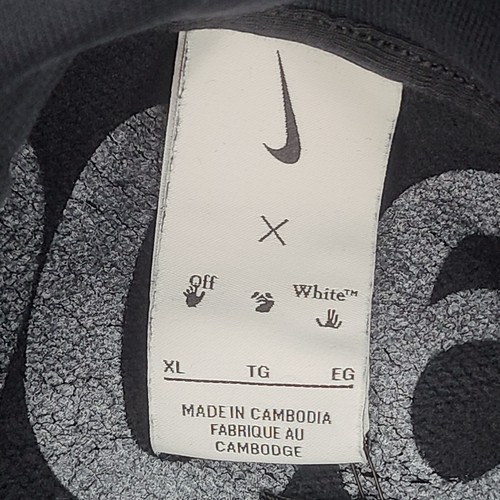 X
Off White™
XL TG EG
MADE IN CAMBODIA
FABRIQUE AU
CAMBODGE